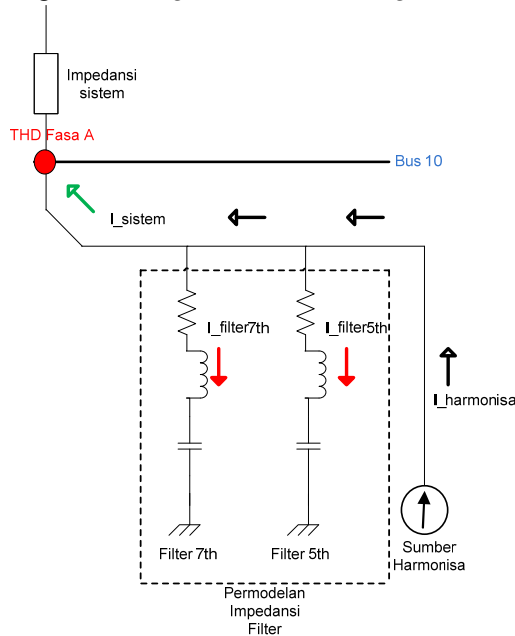 Impedansi
sistem
THD Fasa A
Bus 10
I_sistem
I_filter7th
I_filter5th
I_harmonisa
Filter 7th
Filter 5th
Sumber
Harmonisa
Permodelan
Impedansi
Filter